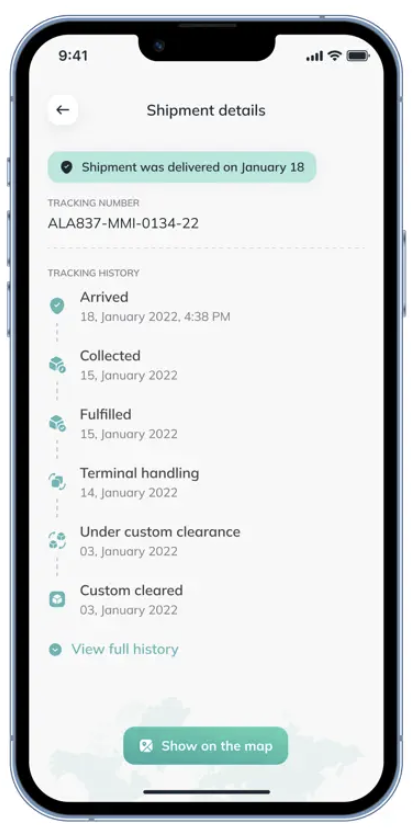 9:41
Shipment details
Shipment was delivered on January 18
TRACKING NUMBER
ALA837-MMI-0134-22
TRACKING HISTORY
Arrived
18, January 2022, 4:38 PM
Collected
15, January 2022
Fulfilled
15, January 2022
Terminal handling
14, January 2022
Under custom clearance
03, January 2022
Custom cleared
03, January 2022
View full history
Show on the map